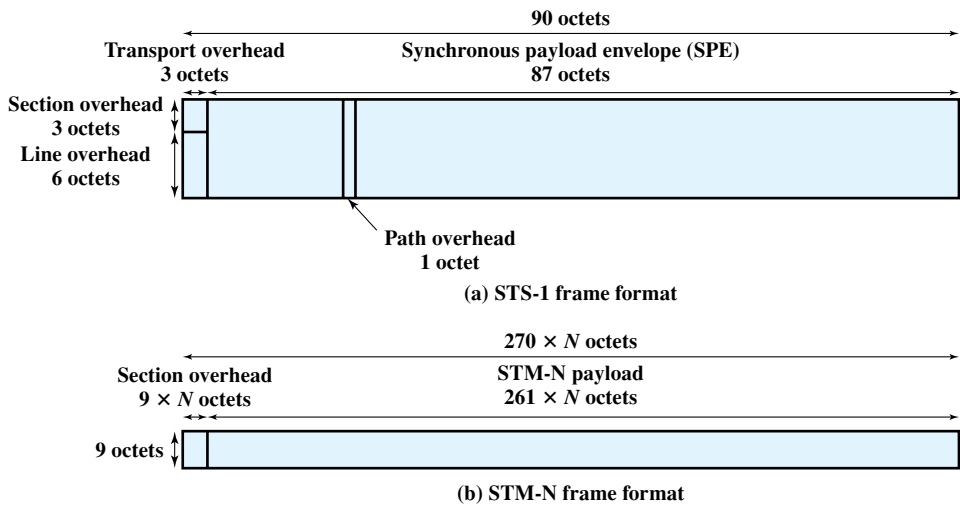 90 octets
Transport overhead
3 octets
Synchronous payload envelope (SPE)
87 octets
Section overhead
3 octets
Line overhead
6 octets
Path overhead
1 octet
(a) STS-1 frame format
270 × N octets
Section overhead
9 × N octets
STM-N payload
261 × N octets
9 octets
(b) STM-N frame format